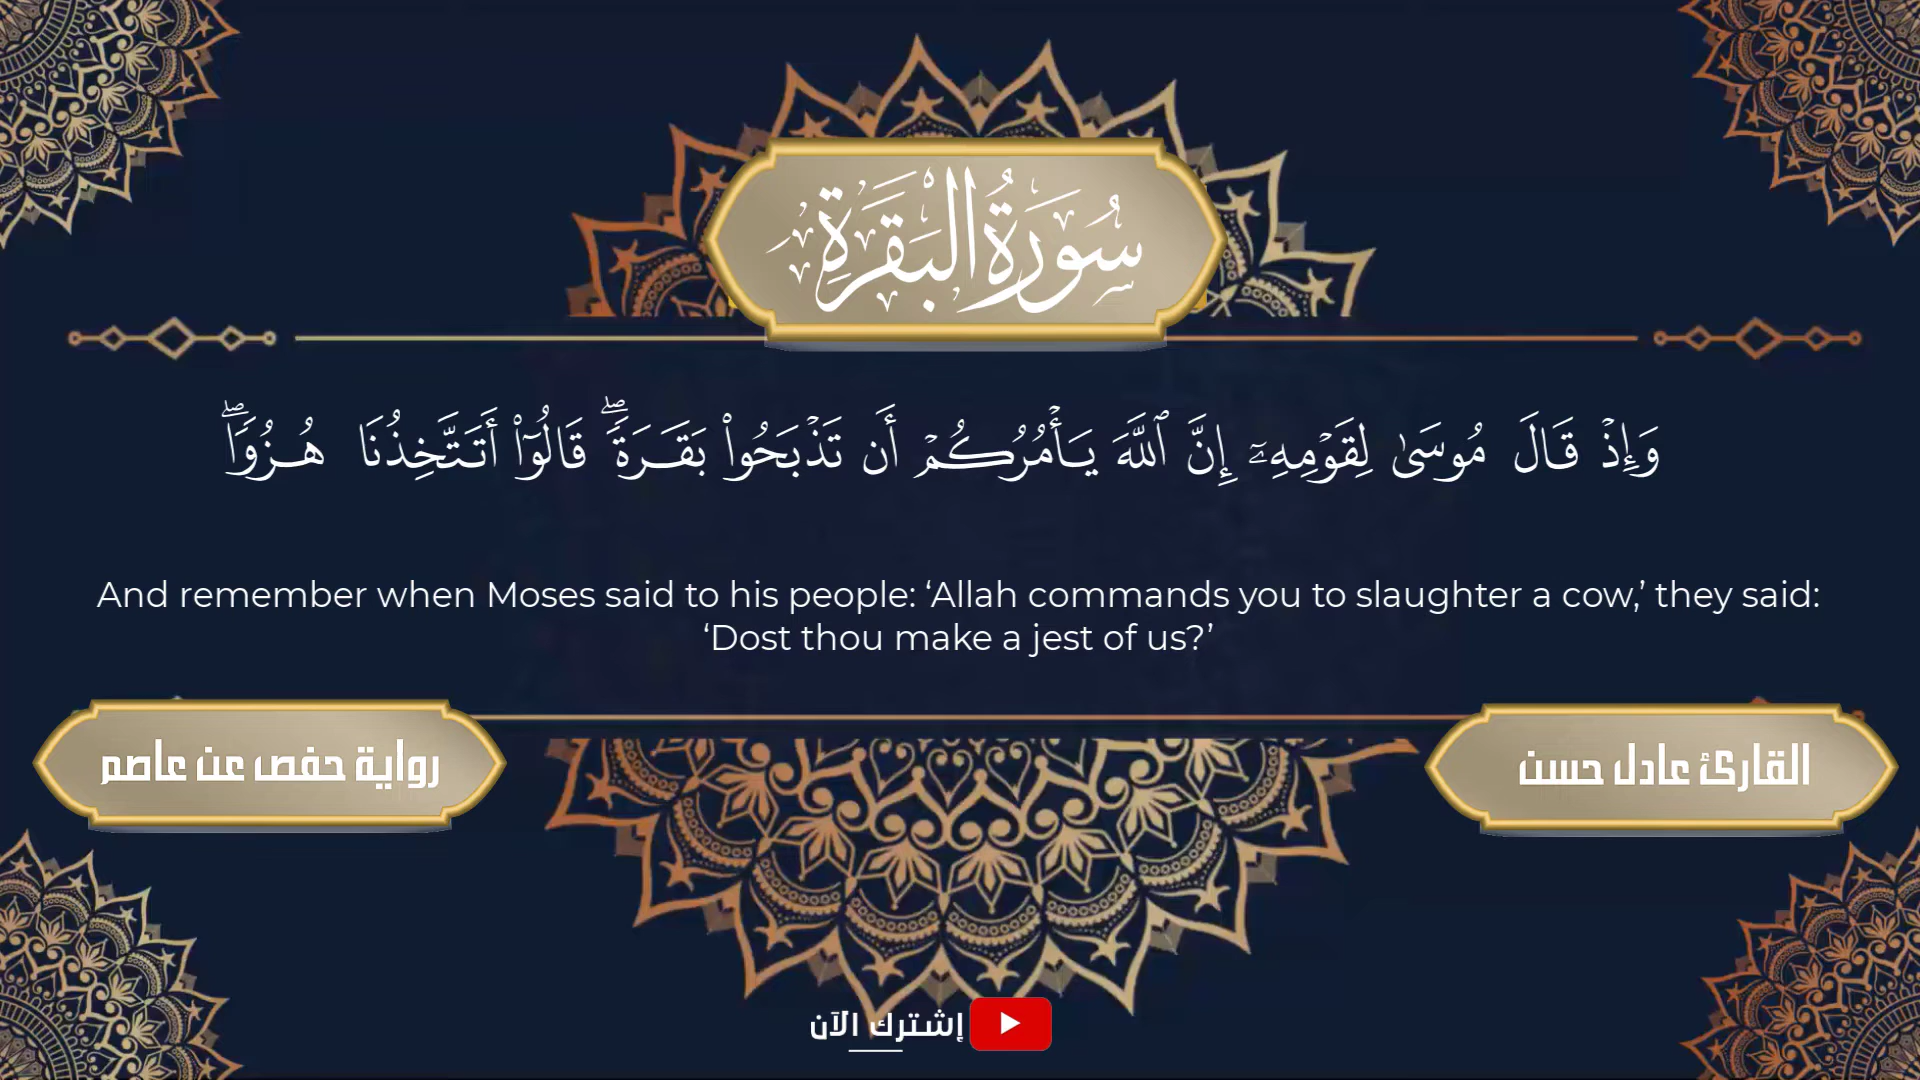 سُورَةُ البَقَرَةِ
وَإِذۡ قَالَ مُوسَىٰ لِقَوۡمِهِۦٓ إِنَّ ٱللَّهَ يَأۡمُرُكُمۡ أَن تَذۡبَحُواْ بَقَرَةٗۖ قَالُوٓاْ أَتَتَّخِذُنَا هُزُوٗاۖ
And remember when Moses said to his people: ‘Allah commands you to slaughter a cow,’ they said:
‘Dost thou make a jest of us?’
القارئ عادل حسن
رواية حفص عن عاصم
إشترك الآن